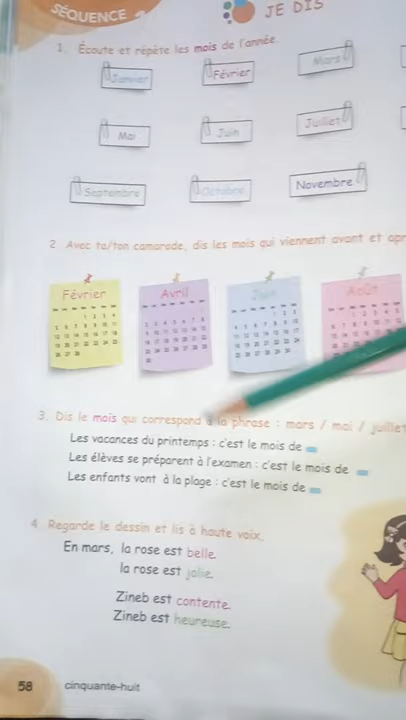 SÉQUENCE
JE DIS
1. Écoute et répète les mois de l'année.
Janvier
Février
Mars
Mai
Juin
Juillet
Septembre
Octobre
Novembre
2. Avec ta/ton camarade, dis les mois qui viennent avant et apr
Février
Avril
Juin
Août
3. Dis le mois qui correspond à la phrase : mars / mai / juillet
Les vacances du printemps : c'est le mois de
Les élèves se préparent à l'examen : c'est le mois de
Les enfants vont à la plage : c'est le mois de
4. Regarde le dessin et lis à haute voix.
En mars, la rose est belle.
la rose est jolie.
Zineb est contente.
Zineb est heureuse.
58 cinquante-huit